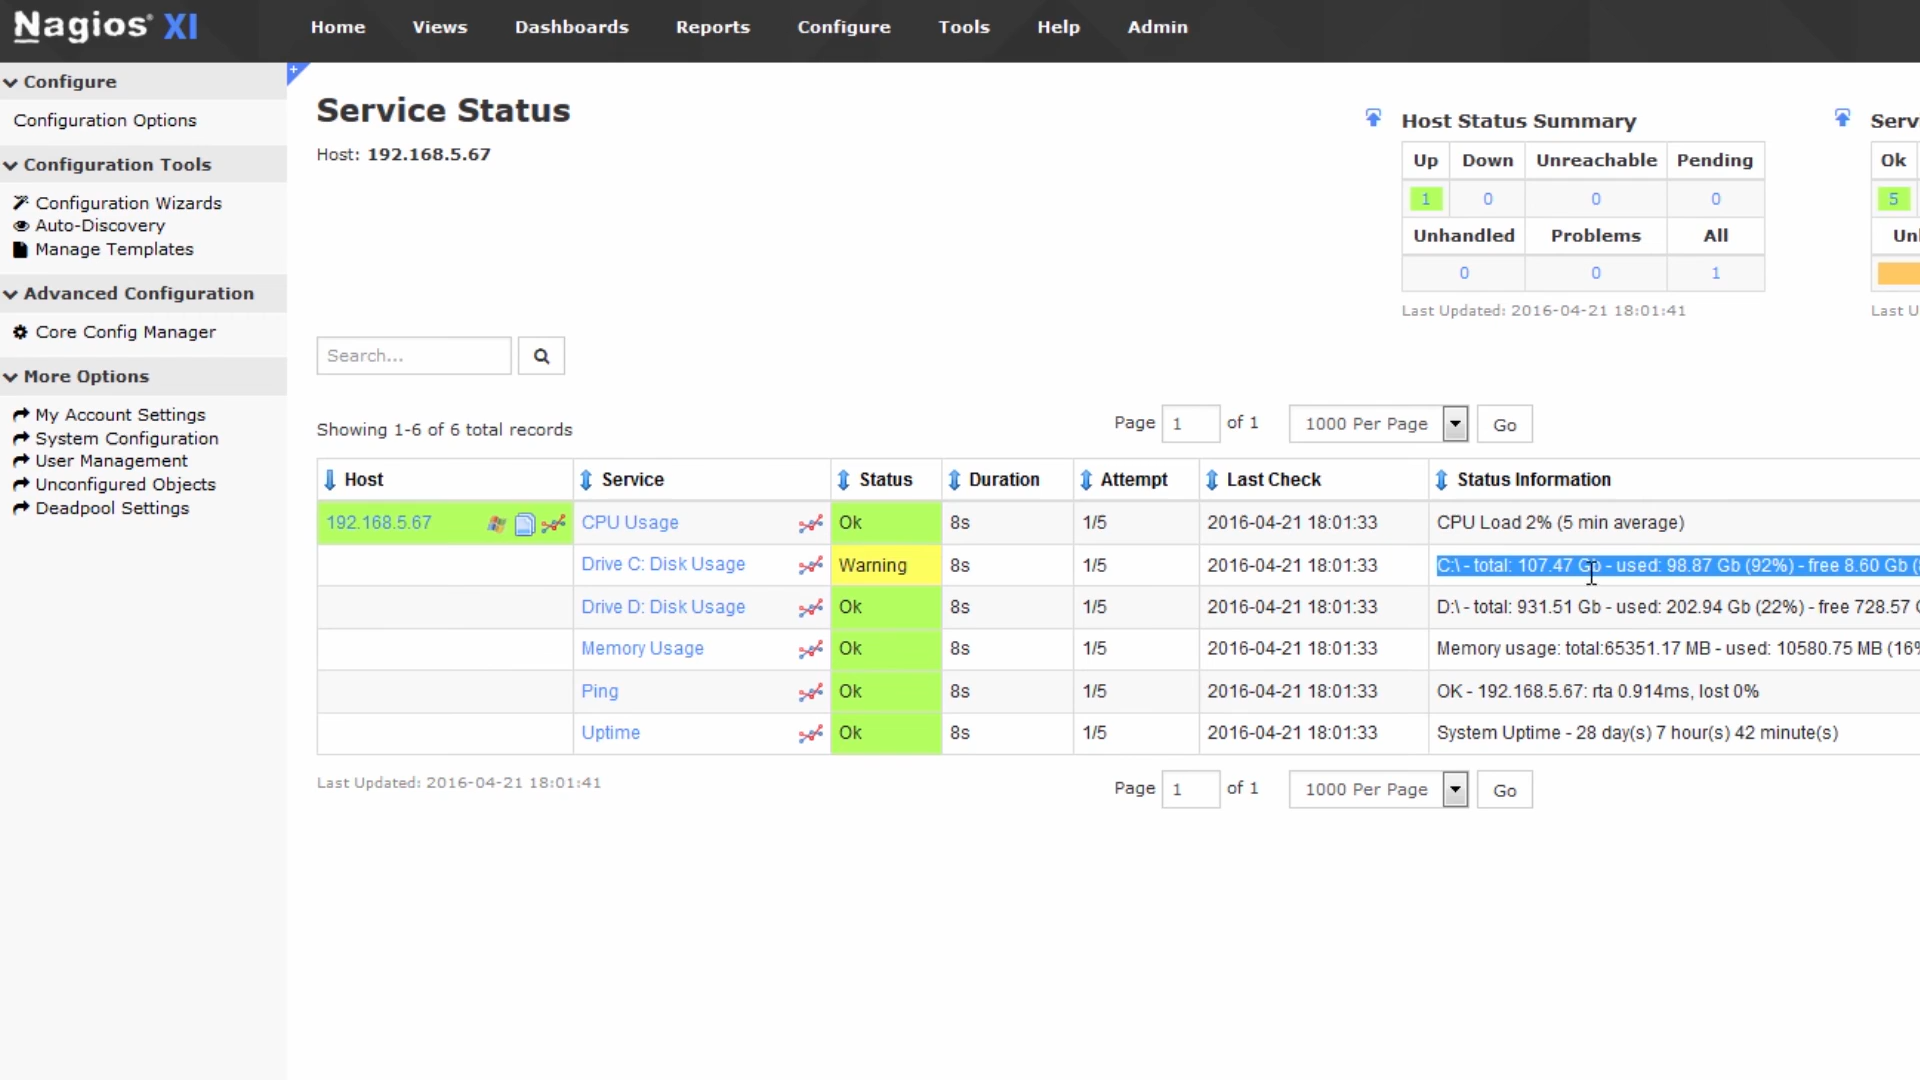 Nagios® XI
Home Views Dashboards Reports Configure Tools Help Admin
Configure
Configuration Options
Configuration Tools
Configuration Wizards
Auto-Discovery
Manage Templates
Advanced Configuration
Core Config Manager
More Options
My Account Settings
System Configuration
User Management
Unconfigured Objects
Deadpool Settings
+
Service Status
Host: 192.168.5.67
Host Status Summary
Up Down Unreachable Pending
1 0 0 0
Unhandled Problems All
0 0 1
Last Updated: 2016-04-21 18:01:41
Serv
Ok
5
Unl
Last U
Search...
Showing 1-6 of 6 total records
Page 1 of 1 1000 Per Page Go
Host Service Status Duration Attempt Last Check Status Information
192.168.5.67 CPU Usage Ok 8s 1/5 2016-04-21 18:01:33 CPU Load 2% (5 min average)
Drive C: Disk Usage Warning 8s 1/5 2016-04-21 18:01:33 C:\ - total: 107.47 Gb - used: 98.87 Gb (92%) - free 8.60 Gb (
Drive D: Disk Usage Ok 8s 1/5 2016-04-21 18:01:33 D:\ - total: 931.51 Gb - used: 202.94 Gb (22%) - free 728.57
Memory Usage Ok 8s 1/5 2016-04-21 18:01:33 Memory usage: total:65351.17 MB - used: 10580.75 MB (16%
Ping Ok 8s 1/5 2016-04-21 18:01:33 OK - 192.168.5.67: rta 0.914ms, lost 0%
Uptime Ok 8s 1/5 2016-04-21 18:01:33 System Uptime - 28 day(s) 7 hour(s) 42 minute(s)
Last Updated: 2016-04-21 18:01:41
Page 1 of 1 1000 Per Page Go